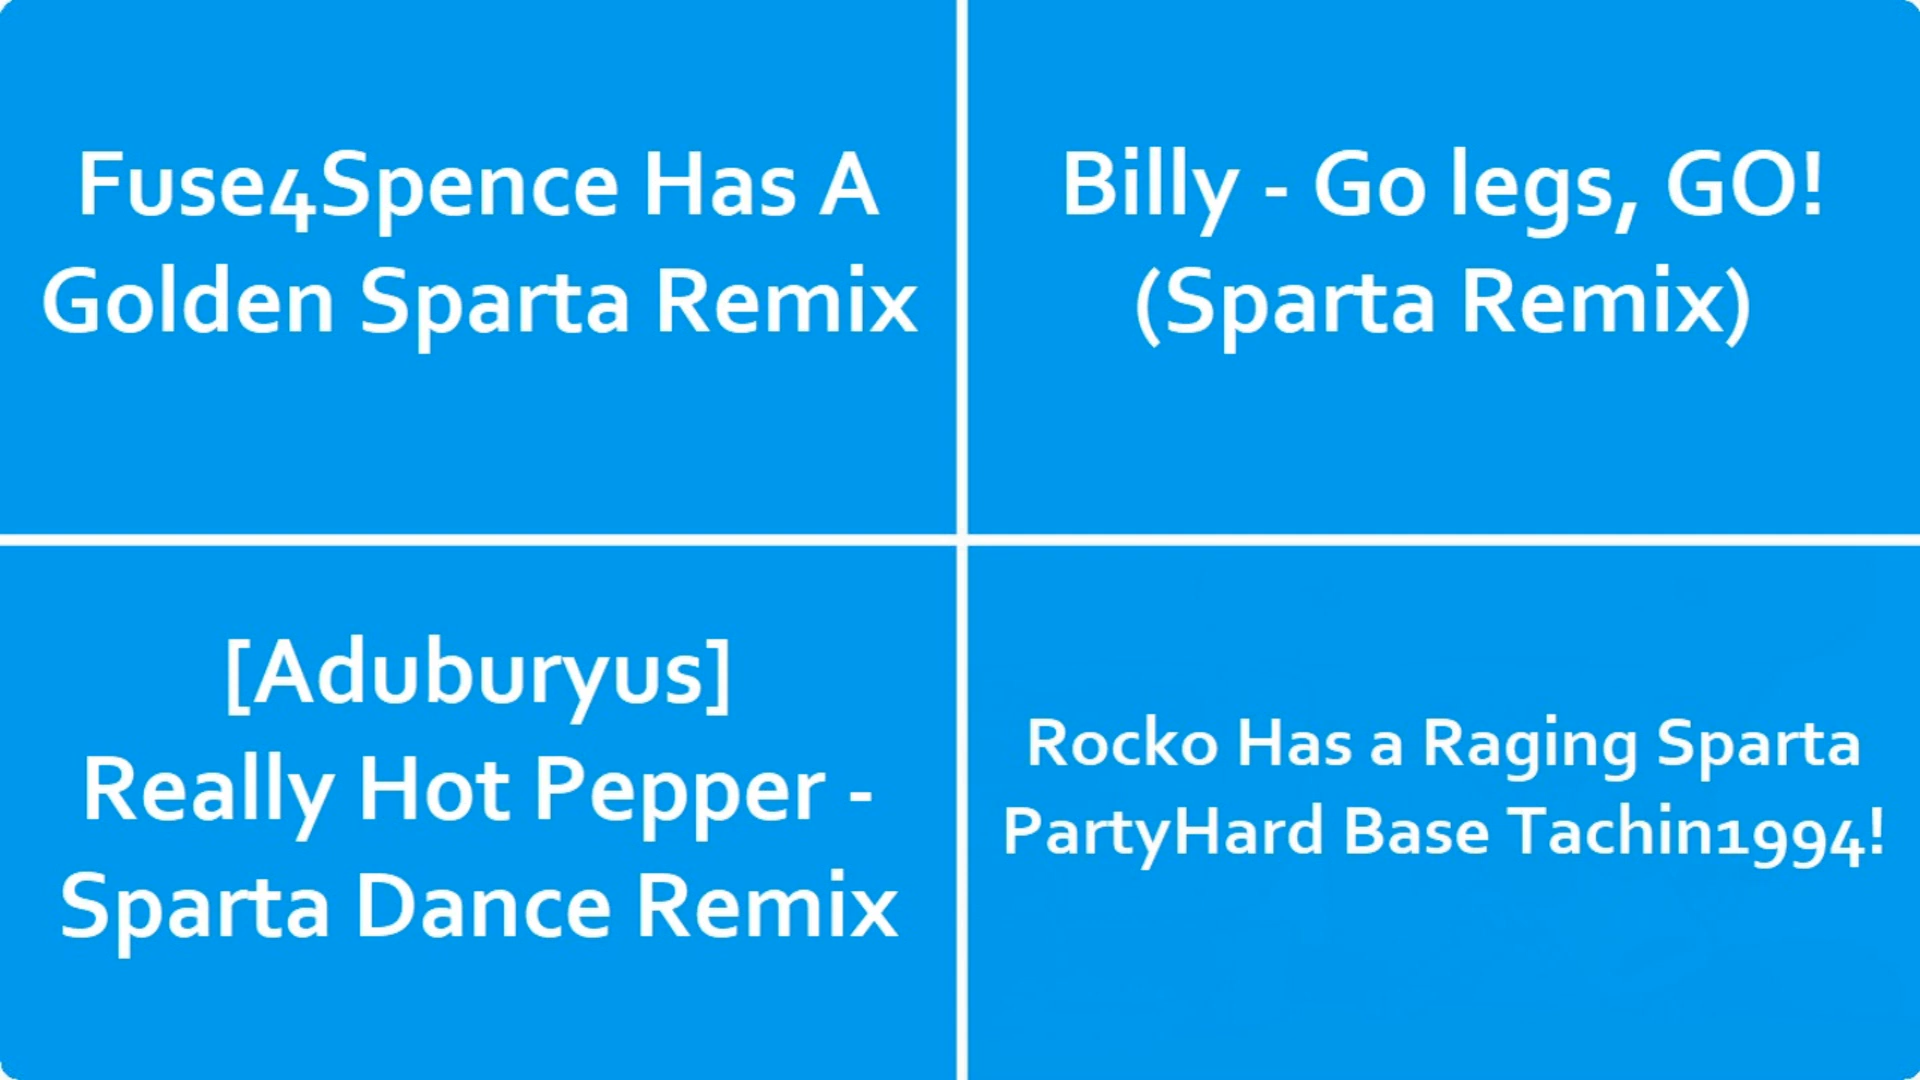 Fuse4Spence Has A
Golden Sparta Remix
Billy - Go legs, GO!
(Sparta Remix)
[Aduburyus]
Really Hot Pepper -
Sparta Dance Remix
Rocko Has a Raging Sparta
PartyHard Base Tachin1994!